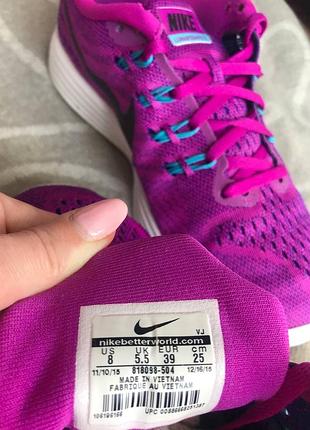 NIKE
VJ
nikebetterworld.com
US UK EUR cm
8 5.5 39 25
11/10/15 818098-504 12/16/15
MADE IN VIETNAM
FABRIQUE AU VIETNAM
UPC